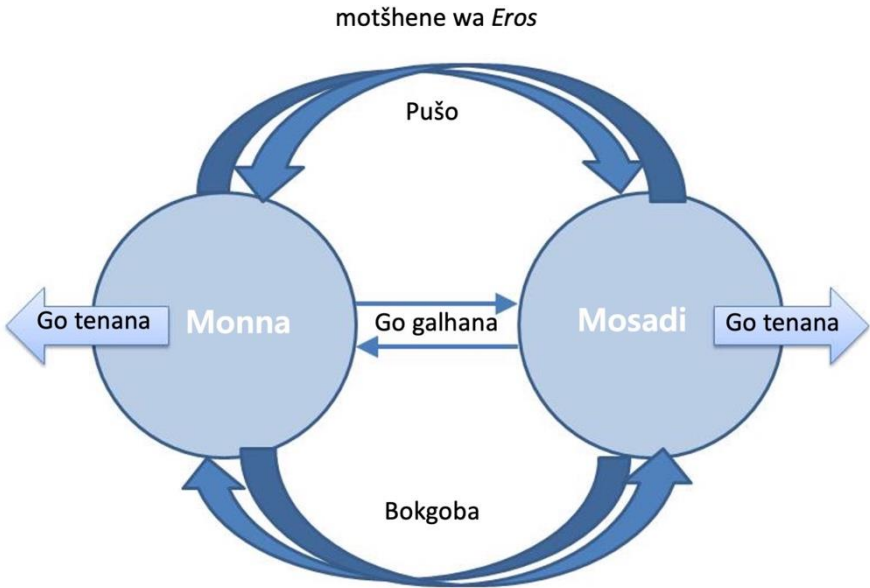 motšhene wa Eros
Pušo
Go tenana
Monna
Go galhana
Mosadi
Go tenana
Bokgoba